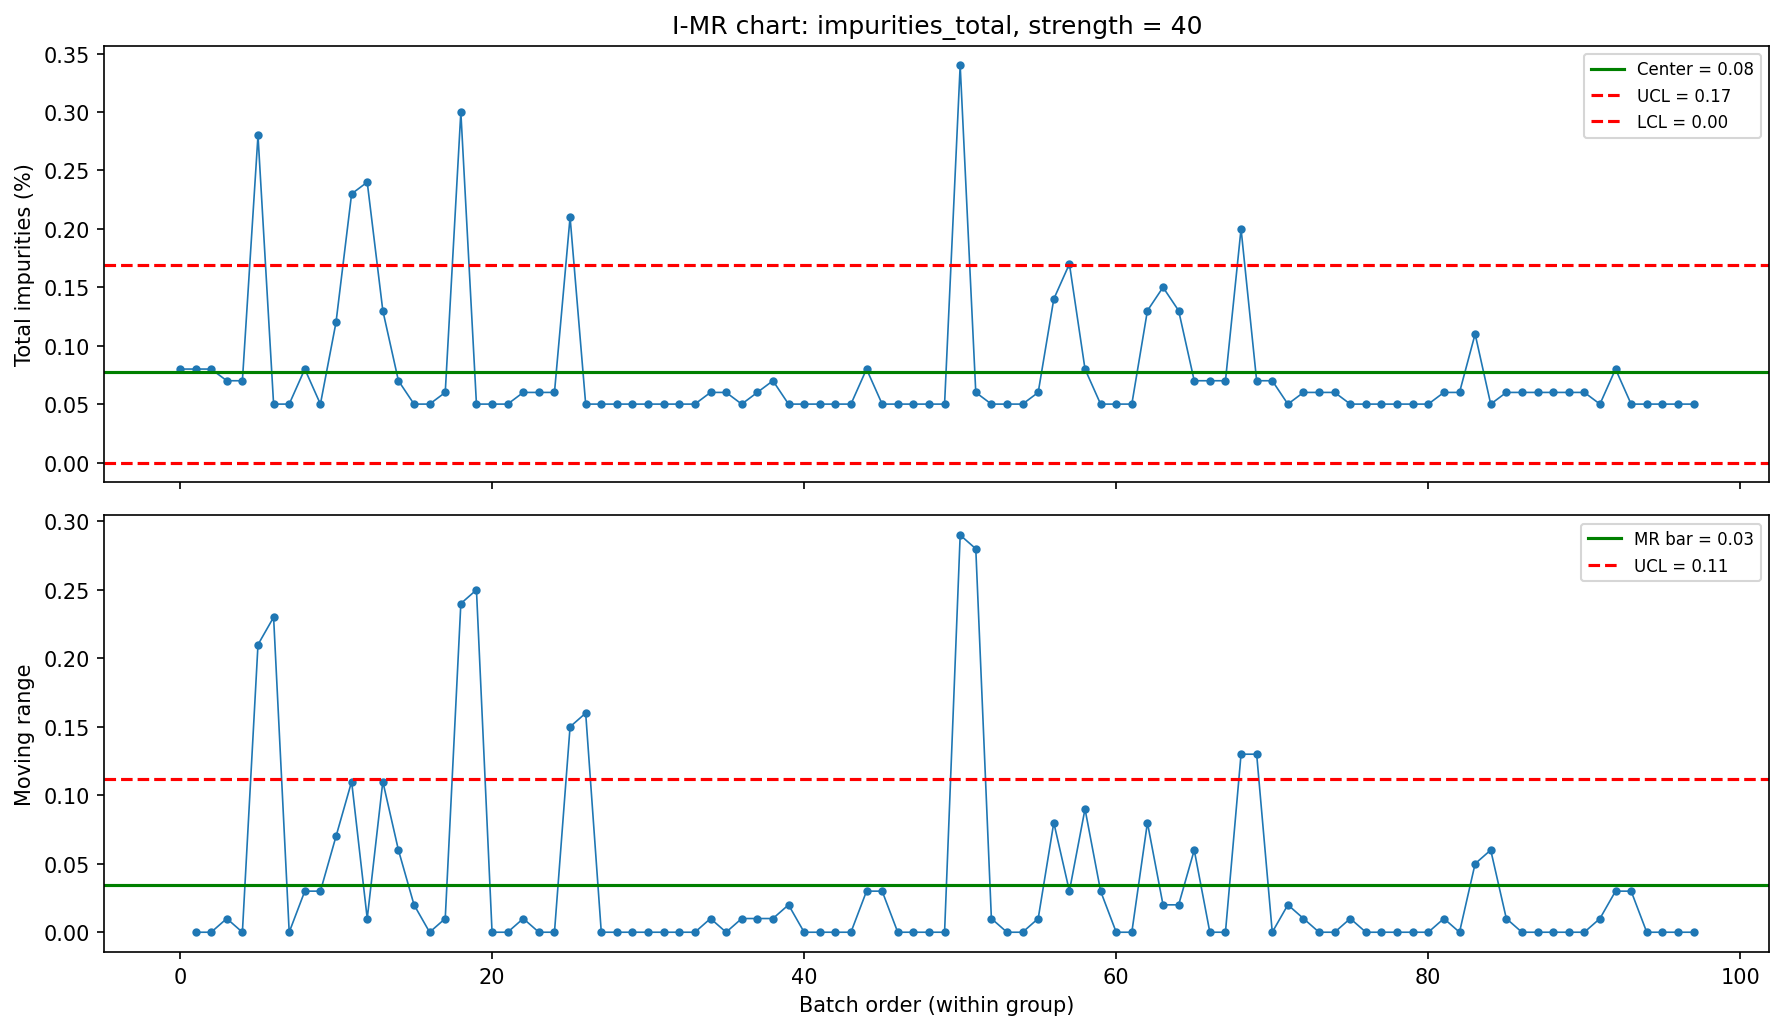 I-MR chart: impurities_total, strength = 40
Total impurities (%)
0.35
0.30
0.25
0.20
0.15
0.10
0.05
0.00
Center = 0.08
UCL = 0.17
LCL = 0.00
Moving range
0.30
0.25
0.20
0.15
0.10
0.05
0.00
MR bar = 0.03
UCL = 0.11
0 20 40 60 80 100
Batch order (within group)